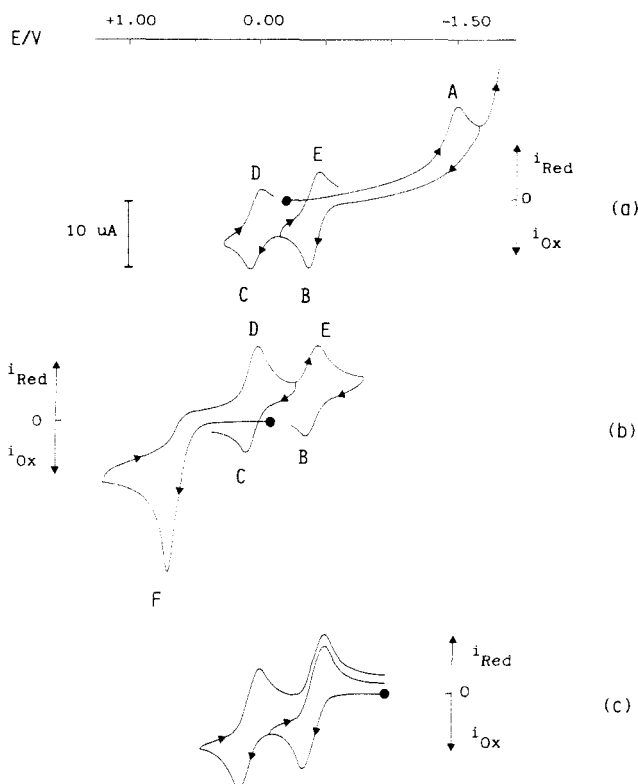 +1.00 0.00 -1.50
E/V
A
D E
i Red
0
i Ox
(a)
10 uA
C B
D E
i Red
0
i Ox
(b)
C B
F
i Red
0
i Ox
(c)